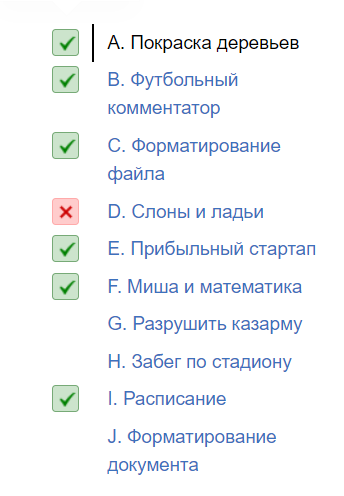 A. Покраска деревьев
B. Футбольный
комментатор
C. Форматирование
файла
D. Слоны и ладьи
E. Прибыльный стартап
F. Миша и математика
G. Разрушить казарму
H. Забег по стадиону
I. Расписание
J. Форматирование
документа